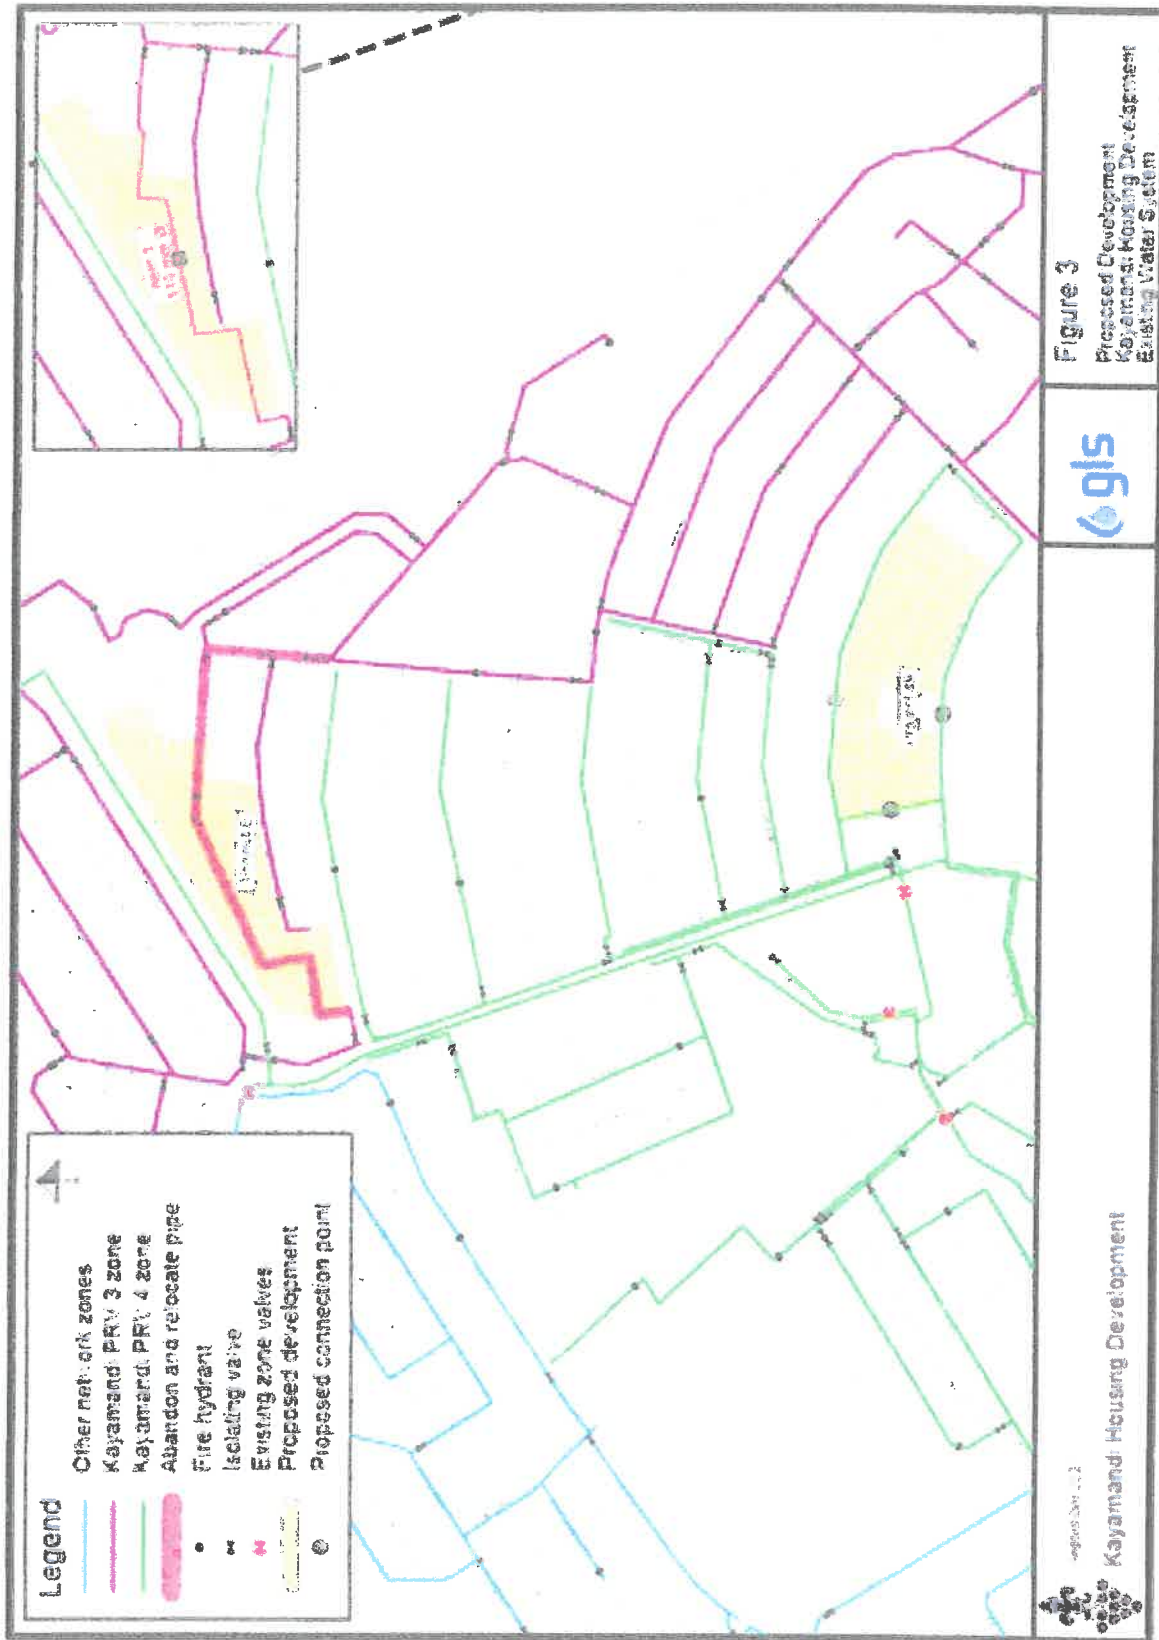 Legend
Other network zones
Kayamandi PRV 3 zone
Kayamandi PRV 4 zone
Abandon and relocate pipe
Fire hydrant
Isolating valve
Existing zone valves
Proposed development
Proposed connection point
Kayamandi Housing Development
gls
Figure 3
Proposed Development
Kayamandi Housing Development
Existing Water System